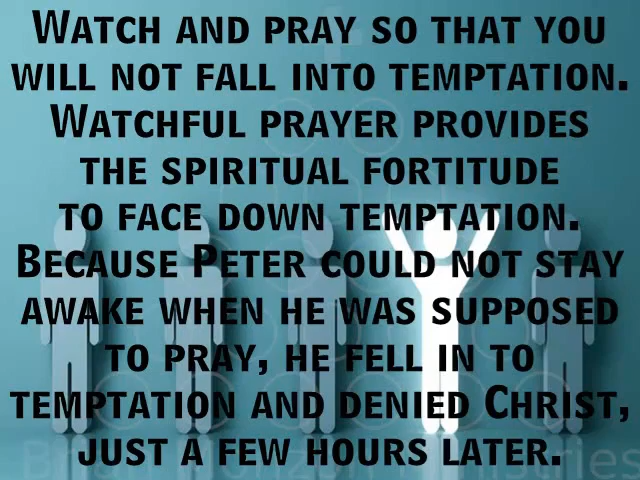 Watch and pray so that you
will not fall into temptation.
Watchful prayer provides
the spiritual fortitude
to face down temptation.
Because Peter could not stay
awake when he was supposed
to pray, he fell in to
temptation and denied Christ,
just a few hours later.